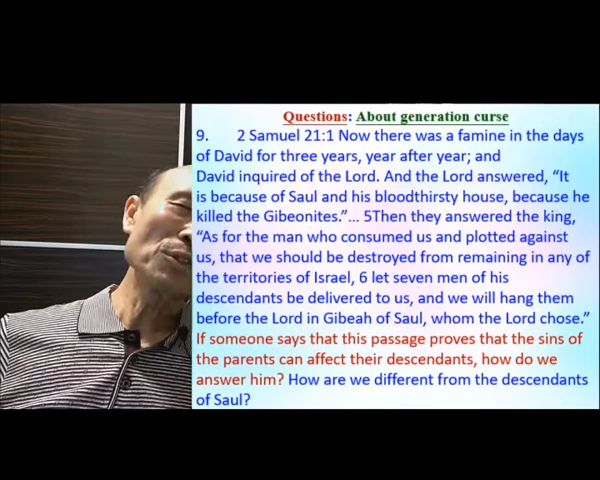 Questions: About generation curse
9. 2 Samuel 21:1 Now there was a famine in the days
of David for three years, year after year; and
David inquired of the Lord. And the Lord answered, “It
is because of Saul and his bloodthirsty house, because he
killed the Gibeonites.”... 5Then they answered the king,
“As for the man who consumed us and plotted against
us, that we should be destroyed from remaining in any of
the territories of Israel, 6 let seven men of his
descendants be delivered to us, and we will hang them
before the Lord in Gibeah of Saul, whom the Lord chose.”
If someone says that this passage proves that the sins of
the parents can affect their descendants, how do we
answer him? How are we different from the descendants
of Saul?